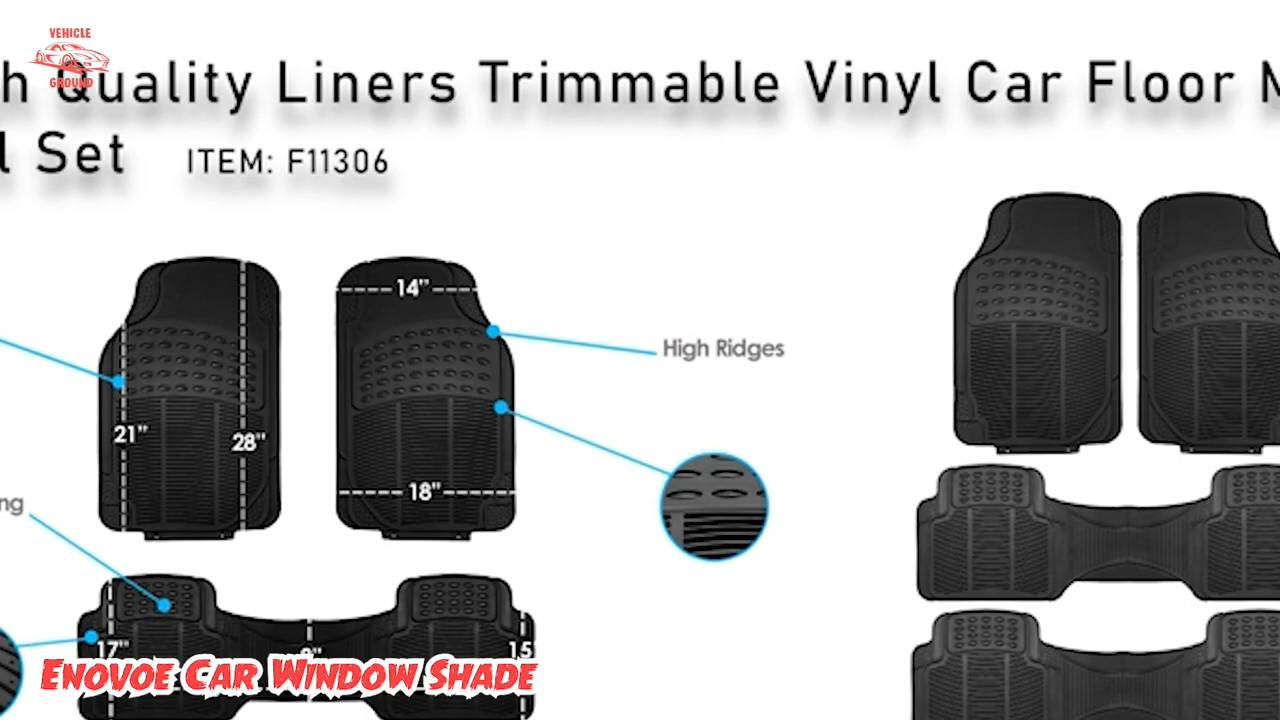 VEHICLE
GROUND
h Quality Liners Trimmable Vinyl Car Floor M
l Set ITEM: F11306
14"
High Ridges
21"
28"
18"
ng
17"
15
Enovoe Car Window Shade